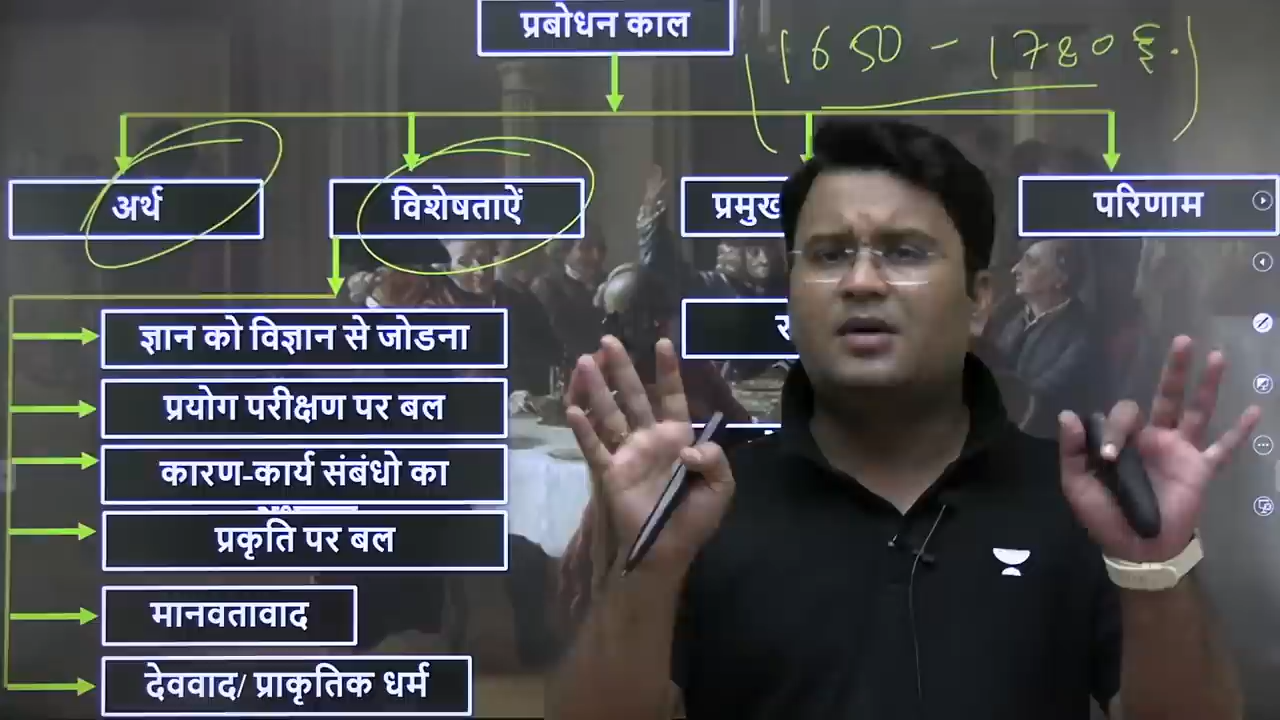 प्रबोधन काल
(1650 - 1780 ई.)
अर्थ
विशेषताऐं
प्रमुख
परिणाम
ज्ञान को विज्ञान से जोडना
प्रयोग परीक्षण पर बल
कारण-कार्य संबंधो का
प्रकृति पर बल
मानवतावाद
देववाद/ प्राकृतिक धर्म